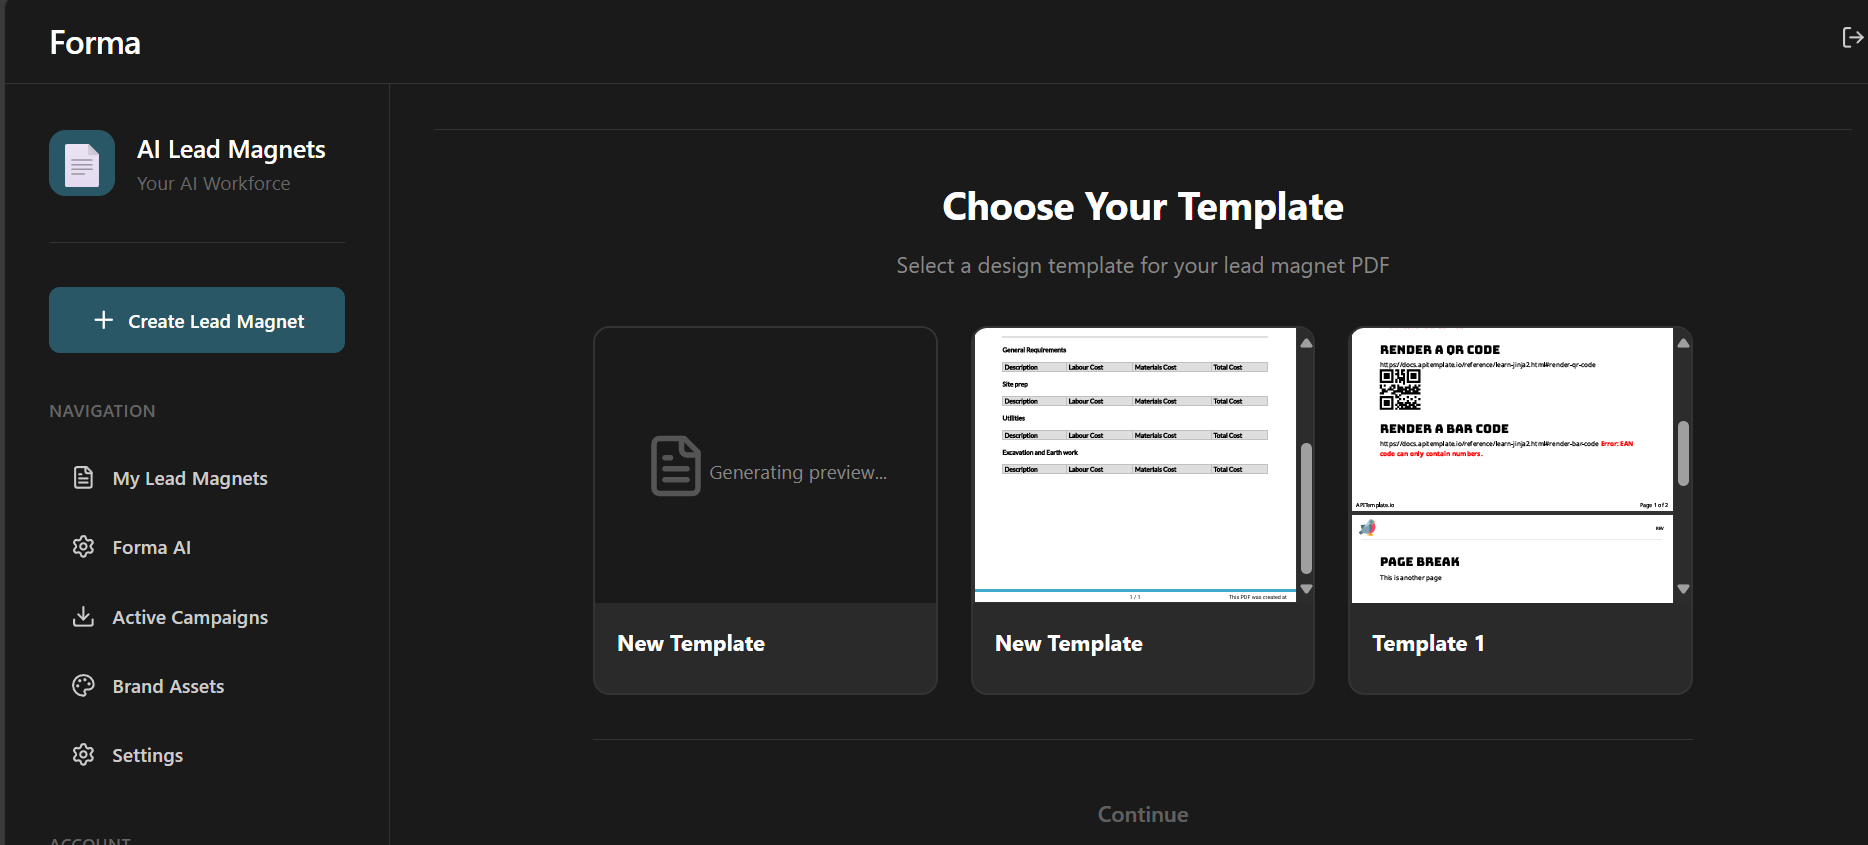 Forma
AI Lead Magnets
Your AI Workforce
Create Lead Magnet
NAVIGATION
My Lead Magnets
Forma AI
Active Campaigns
Brand Assets
Settings
ACCOUNT
Choose Your Template
Select a design template for your lead magnet PDF
Generating preview...
New Template
General Requirements
Description Labour Cost Materials Cost Total Cost
Site prep
Description Labour Cost Materials Cost Total Cost
Utilities
Description Labour Cost Materials Cost Total Cost
Excavation and Earth work
Description Labour Cost Materials Cost Total Cost
1 / 1 This PDF was created at
New Template
RENDER A QR CODE
https://docs.apitemplate.io/reference/learn-jinja2.html#render-qr-code
RENDER A BAR CODE
https://docs.apitemplate.io/reference/learn-jinja2.html#render-bar-code Error: EAN
code can only contain numbers.
APITemplate.io Page 1 of 2
PAGE BREAK
This is another page
Template 1
Continue